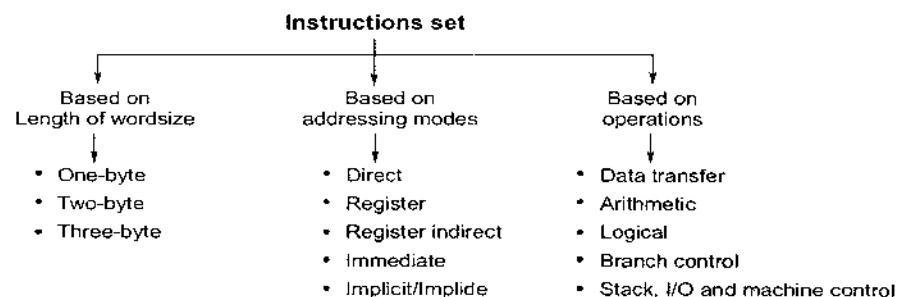 Instructions set
Based on
Length of wordsize
• One-byte
• Two-byte
• Three-byte
Based on
addressing modes
• Direct
• Register
• Register indirect
• Immediate
• Implicit/Implide
Based on
operations
• Data transfer
• Arithmetic
• Logical
• Branch control
• Stack, I/O and machine control